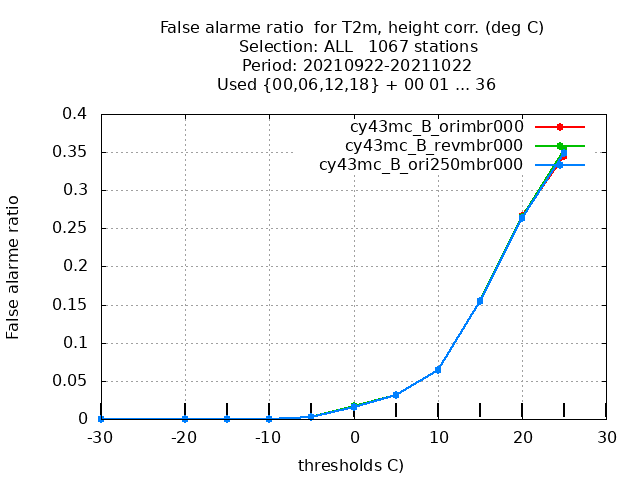 False alarme ratio  for T2m, height corr. (deg C)
Selection: ALL   1067 stations
Period: 20210922-20211022
Used {00,06,12,18} + 00 01 ... 36
cy43mc_B_orimbr000
cy43mc_B_revmbr000
cy43mc_B_ori250mbr000
False alarme ratio
0.4
0.35
0.3
0.25
0.2
0.15
0.1
0.05
0
-30
-20
-10
0
10
20
30
thresholds C)